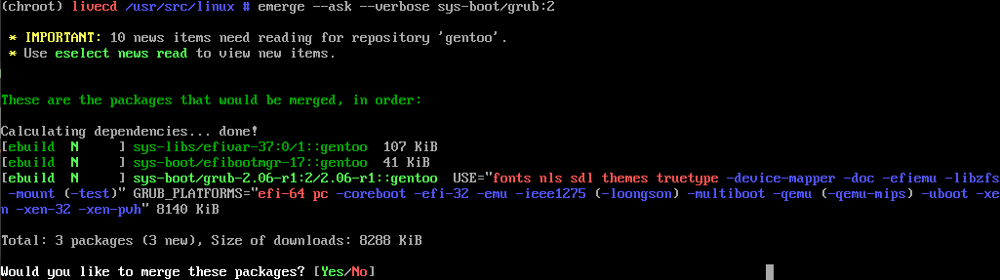 (chroot) livecd /usr/src/linux # emerge --ask --verbose sys-boot/grub:2
* IMPORTANT: 10 news items need reading for repository 'gentoo'.
* Use eselect news read to view new items.
These are the packages that would be merged, in order:
Calculating dependencies... done!
[ebuild  N     ] sys-libs/efivar-37:0/1::gentoo  107 KiB
[ebuild  N     ] sys-boot/efibootmgr-17::gentoo  41 KiB
[ebuild  N     ] sys-boot/grub-2.06-r1:2/2.06-r1::gentoo  USE="fonts nls sdl themes truetype -device-mapper -doc -efiemu -libzfs
-mount (-test)" GRUB_PLATFORMS="efi-64 pc -coreboot -efi-32 -emu -ieee1275 (-loongson) -multiboot -qemu (-qemu-mips) -uboot -xe
n -xen-32 -xen-pvh" 8140 KiB
Total: 3 packages (3 new), Size of downloads: 8288 KiB
Would you like to merge these packages? [Yes/No]